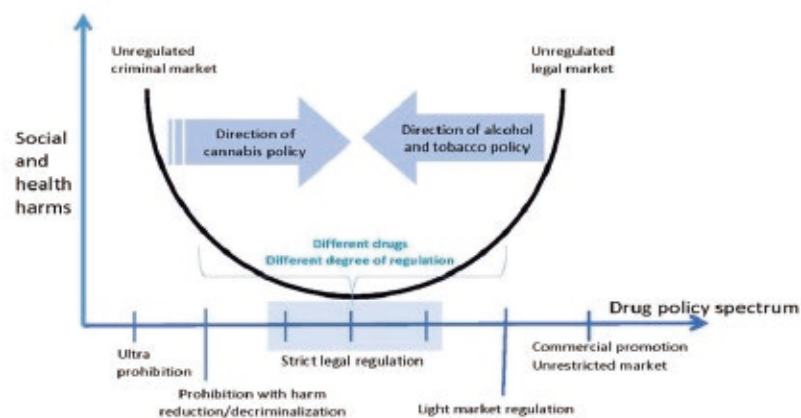 Unregulated
criminal market
Unregulated
legal market
Social
and
health
harms
Direction of
cannabis policy
Direction of alcohol
and tobacco policy
Different drugs
Different degree of regulation
Drug policy spectrum
Ultra
prohibition
Prohibition with harm
reduction/decriminalization
Strict legal regulation
Light market regulation
Commercial promotion
Unrestricted market